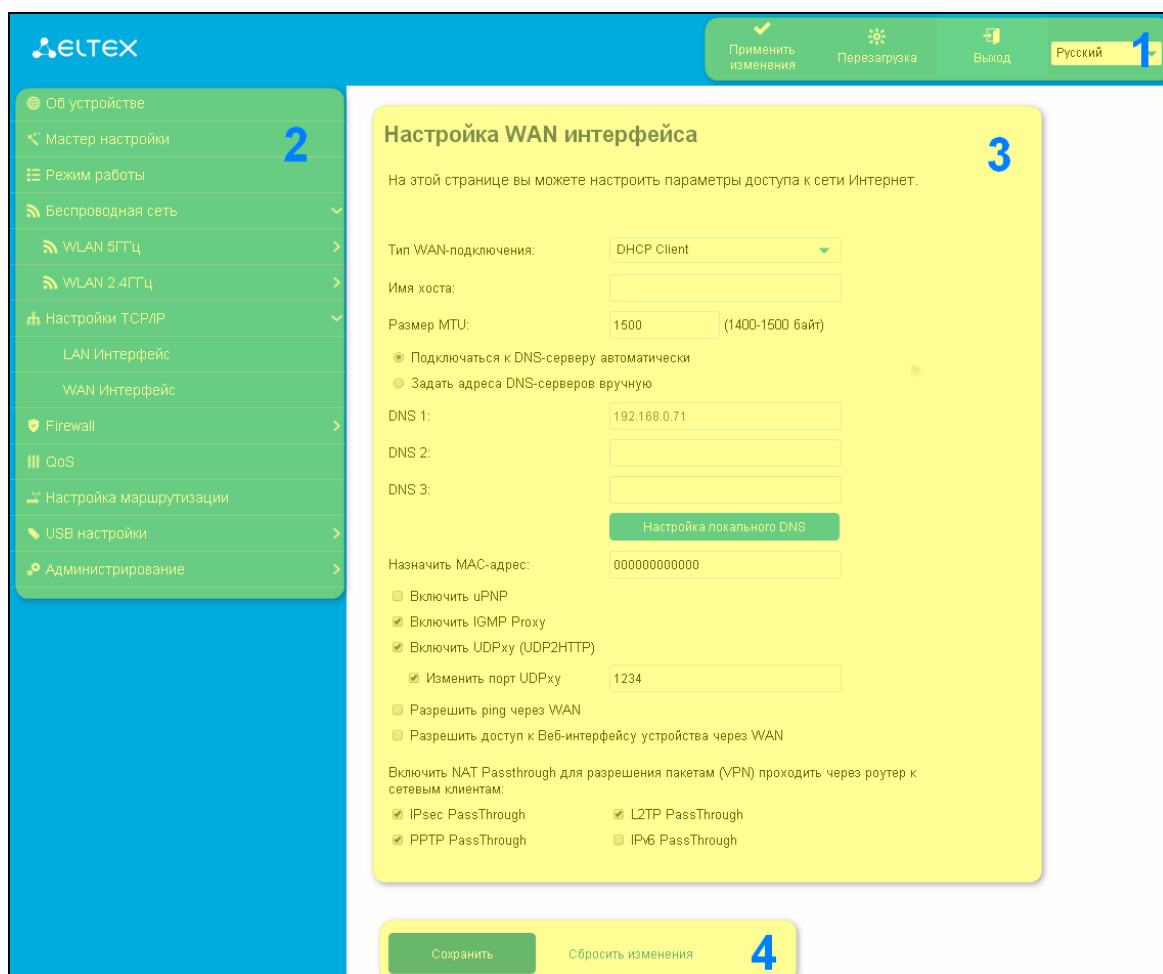 ELTEX
Применить изменения
Перезагрузка
Выход
Русский
1
Об устройстве
Мастер настройки
2
Режим работы
Беспроводная сеть
WLAN 5ГГц
WLAN 2.4ГГц
Настройки TCP/IP
LAN Интерфейс
WAN Интерфейс
Firewall
QoS
Настройка маршрутизации
USB настройки
Администрирование
Настройка WAN интерфейса
3
На этой странице вы можете настроить параметры доступа к сети Интернет.
Тип WAN-подключения: DHCP Client
Имя хоста:
Размер MTU: 1500 (1400-1500 байт)
Подключаться к DNS-серверу автоматически
Задать адреса DNS-серверов вручную
DNS 1: 192.168.0.71
DNS 2:
DNS 3:
Настройка локального DNS
Назначить MAC-адрес: 000000000000
Включить uPNP
Включить IGMP Proxy
Включить UDPxy (UDP2HTTP)
Изменить порт UDPxy 1234
Разрешить ping через WAN
Разрешить доступ к Веб-интерфейсу устройства через WAN
Включить NAT Passthrough для разрешения пакетам (VPN) проходить через роутер к
сетевым клиентам:
IPsec PassThrough L2TP PassThrough
PPTP PassThrough IPv6 PassThrough
Сохранить Сбросить изменения 4